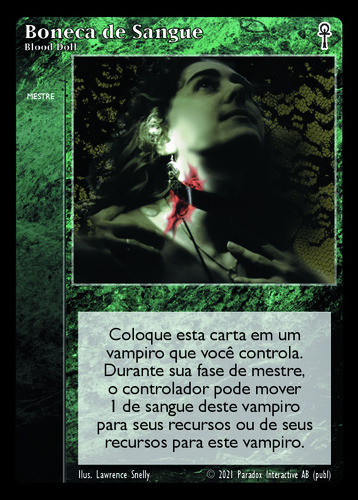 Boneca de Sangue
Blood Doll
MESTRE
Coloque esta carta em um
vampiro que você controla.
Durante sua fase de mestre,
o controlador pode mover
1 de sangue deste vampiro
para seus recursos ou de seus
recursos para este vampiro.
Ilus. Lawrence Snelly © 2021 Paradox Interactive AB (publ)